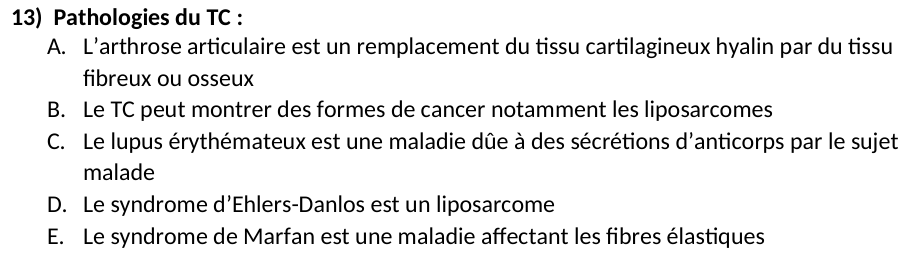 13) Pathologies du TC :
A. L'arthrose articulaire est un remplacement du tissu cartilagineux hyalin par du tissu
fibreux ou osseux
B. Le TC peut montrer des formes de cancer notamment les liposarcomes
C. Le lupus érythémateux est une maladie dûe à des sécrétions d'anticorps par le sujet
malade
D. Le syndrome d'Ehlers-Danlos est un liposarcome
E. Le syndrome de Marfan est une maladie affectant les fibres élastiques